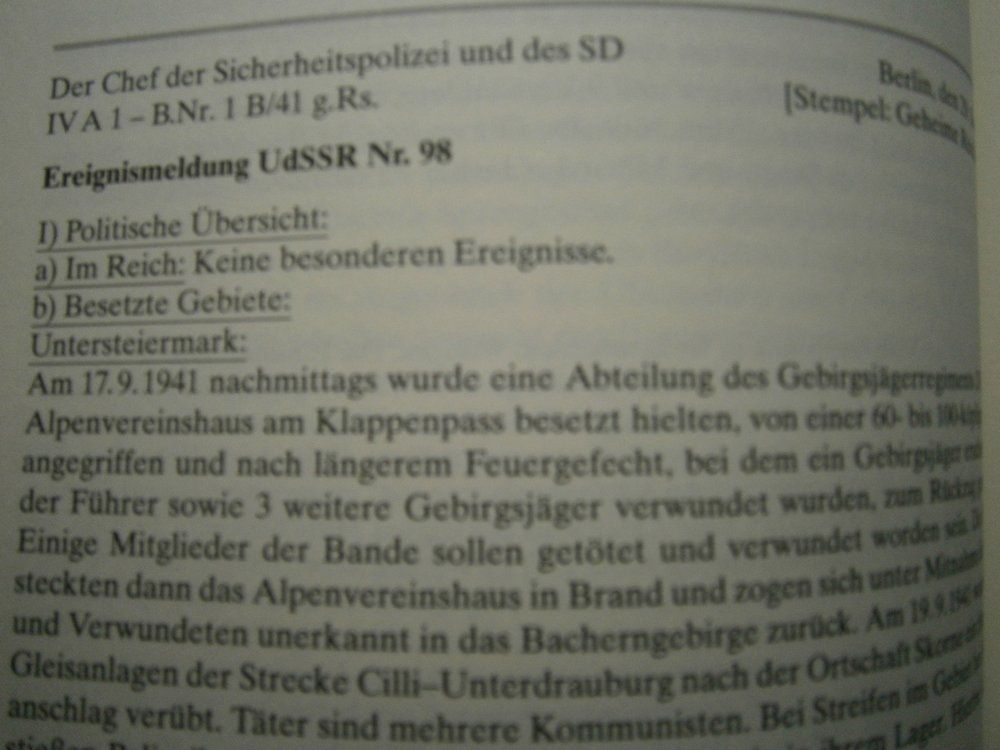 Der Chef der Sicherheitspolizei und des SD
Berlin, den
IV A 1 – B.Nr. 1 B/41 g.Rs.
[Stempel: Geheime
Ereignismeldung UdSSR Nr. 98
I) Politische Übersicht:
a) Im Reich: Keine besonderen Ereignisse.
b) Besetzte Gebiete:
Untersteiermark:
Am 17.9.1941 nachmittags wurde eine Abteilung des
Alpenvereinshaus am Klappenpass besetzt hielten, von einer 60- bis
angegriffen und nach längerem Feuergefecht, bei dem ein Gebirgsjäger
der Führer sowie 3 weitere Gebirgsjäger verwundet wurden, zum
Einige Mitglieder der Bande sollen getötet und verwundet worden sein.
steckten dann das Alpenvereinshaus in Brand und zogen sich unter
und Verwundeten unerkannt in das Bacherngebirge zurück. Am
Gleisanlagen der Strecke Cilli–Unterdrauburg nach der Ortschaft
anschlag verübt. Täter sind mehrere Kommunisten. Bei Streifen im
stießen